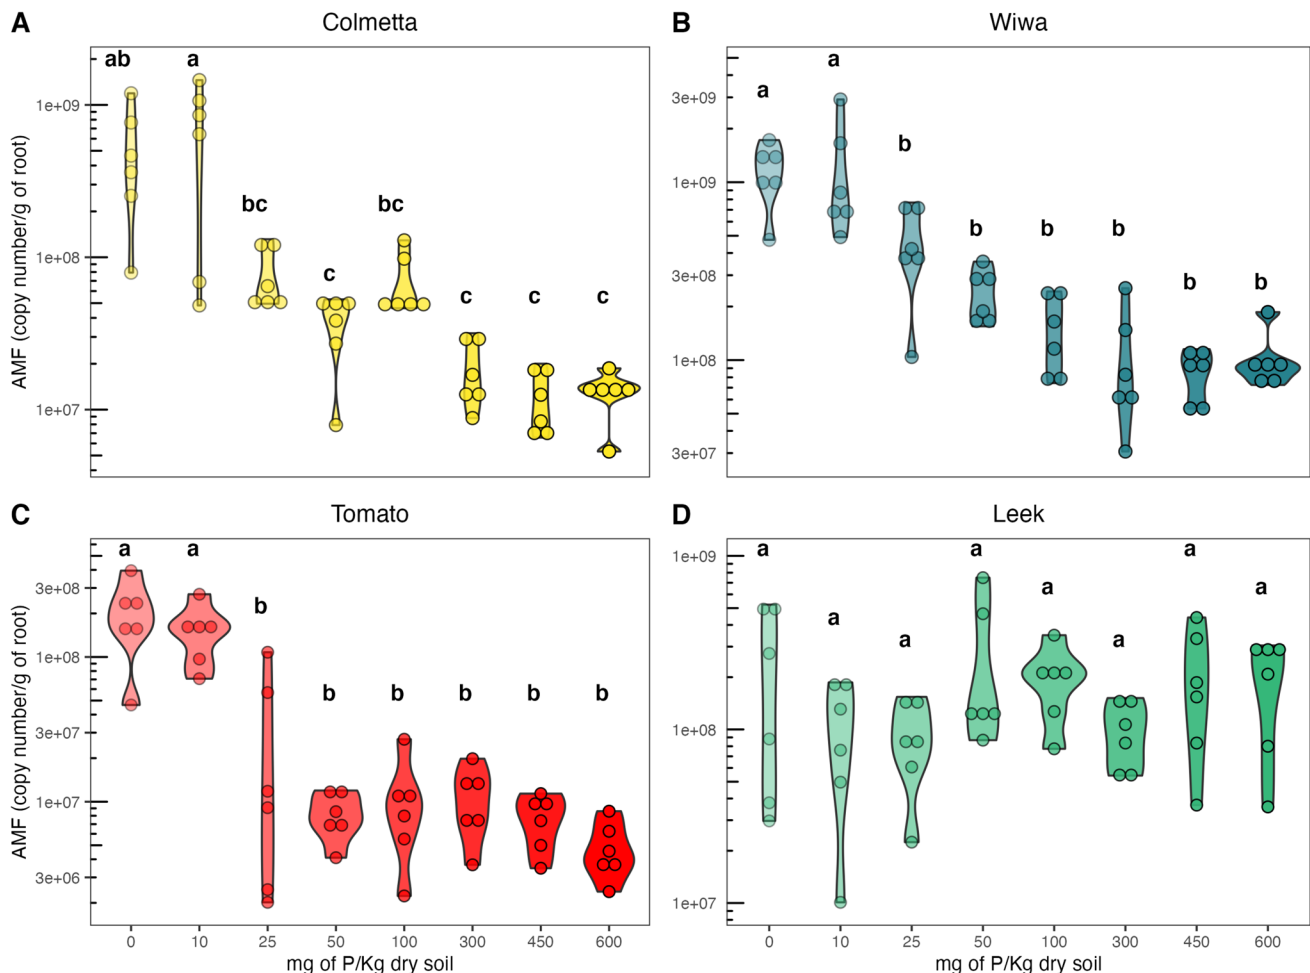 A Colmetta
AMF (copy number/g of root)
1e+09
1e+08
1e+07
ab a bc c bc c c c
B Wiwa
3e+09
1e+09
3e+08
1e+08
3e+07
a a b b b b b b
C Tomato
AMF (copy number/g of root)
3e+08
1e+08
3e+07
1e+07
3e+06
a a b b b b b b
0 10 25 50 100 300 450 600
mg of P/Kg dry soil
D Leek
1e+09
1e+08
1e+07
a a a a a a a a
0 10 25 50 100 300 450 600
mg of P/Kg dry soil